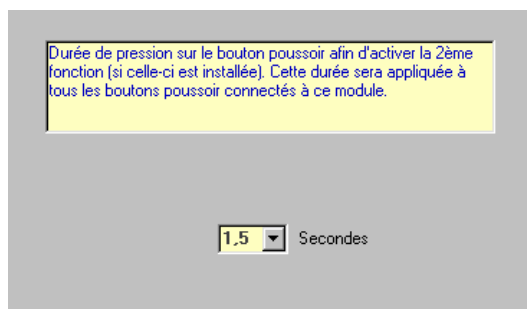 Durée de pression sur le bouton poussoir afin d'activer la 2ème
fonction (si celle-ci est installée). Cette durée sera appliquée à
tous les boutons poussoir connectés à ce module.
1,5 Secondes